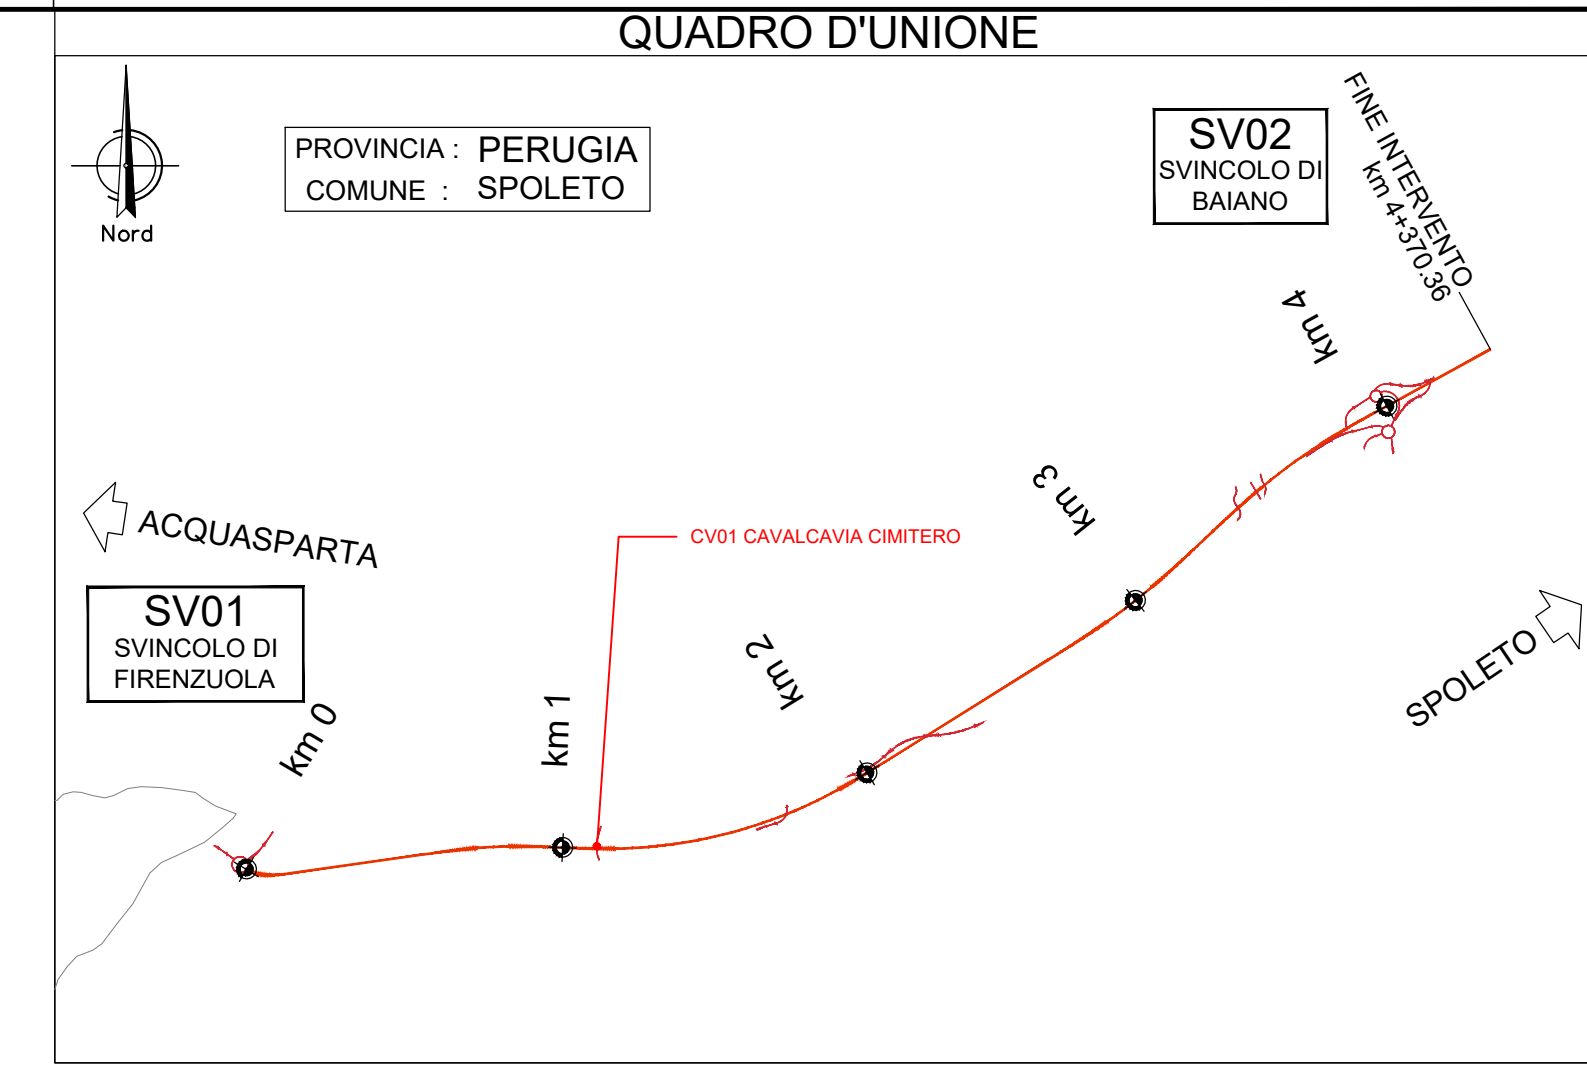 QUADRO D'UNIONE
Nord
PROVINCIA : PERUGIA
COMUNE : SPOLETO
SV02
SVINCOLO DI
BAIANO
FINE INTERVENTO
km 4+370.36
km 4
km 3
ACQUASPARTA
CV01 CAVALCAVIA CIMITERO
SV01
SVINCOLO DI
FIRENZUOLA
km 2
SPOLETO
km 1
km 0